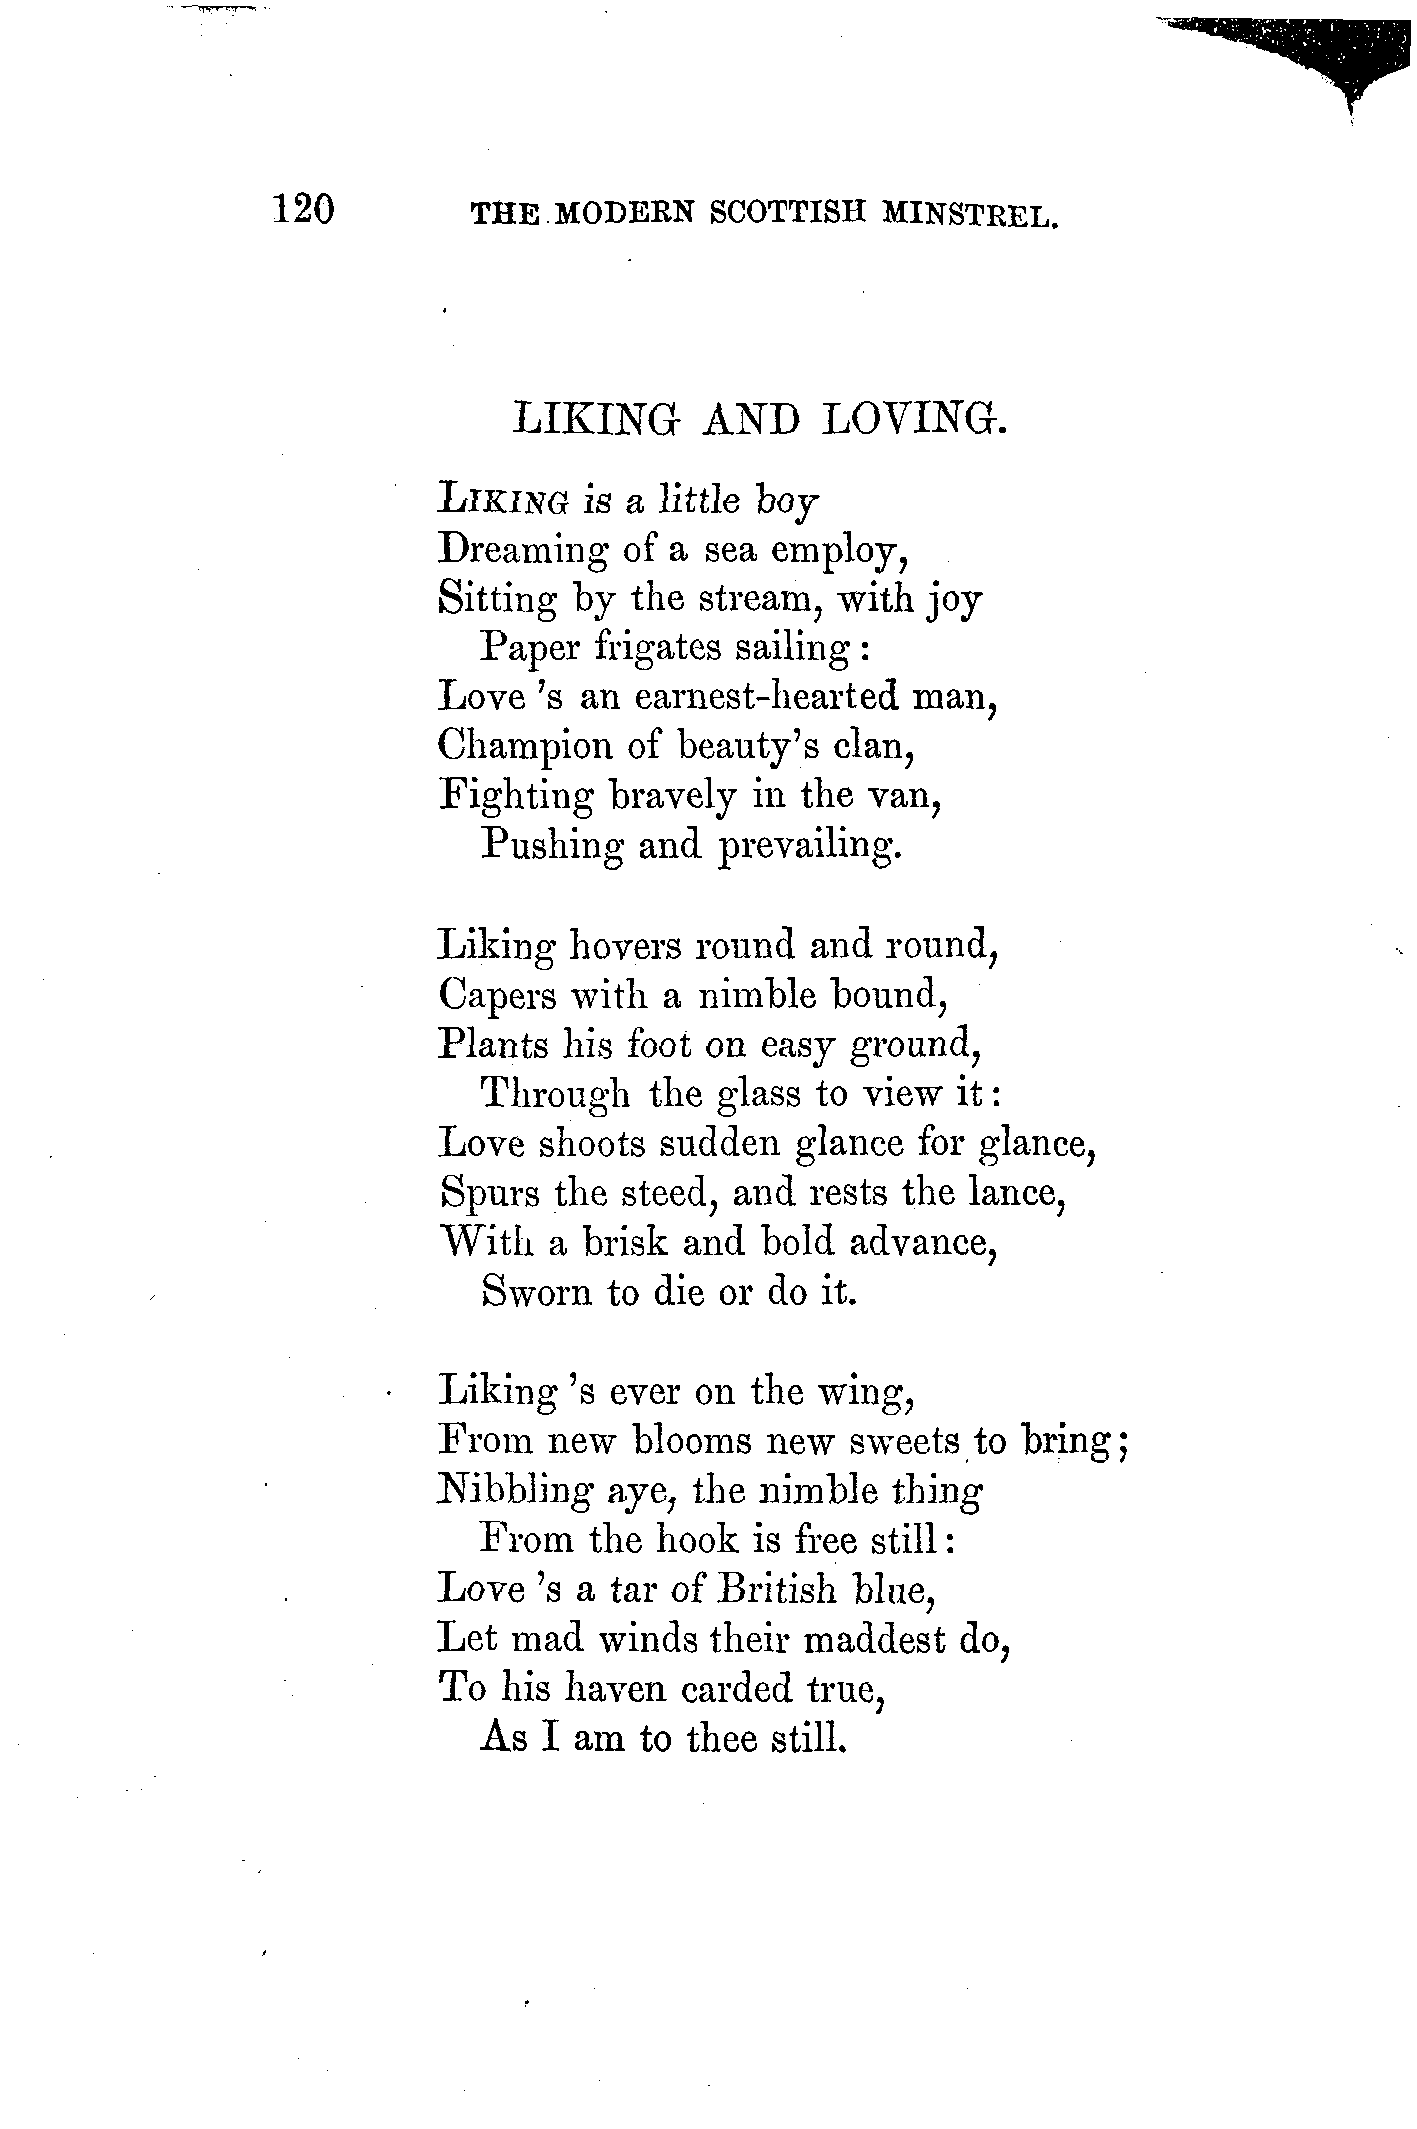 120 THE MODERN SCOTTISH MINSTREL.
LIKING AND LOVING.
LIKING is a little boy
Dreaming of a sea employ,
Sitting by the stream, with joy
Paper frigates sailing :
Love 's an earnest-hearted man,
Champion of beauty's clan,
Fighting bravely in the van,
Pushing and prevailing.
Liking hovers round and round,
Capers with a nimble bound,
Plants his foot on easy ground,
Through the glass to view it :
Love shoots sudden glance for glance,
Spurs the steed, and rests the lance,
With a brisk and bold advance,
Sworn to die or do it.
Liking 's ever on the wing,
From new blooms new sweets to bring ;
Nibbling aye, the nimble thing
From the hook is free still :
Love 's a tar of British blue,
Let mad winds their maddest do,
To his haven carded true,
As I am to thee still.